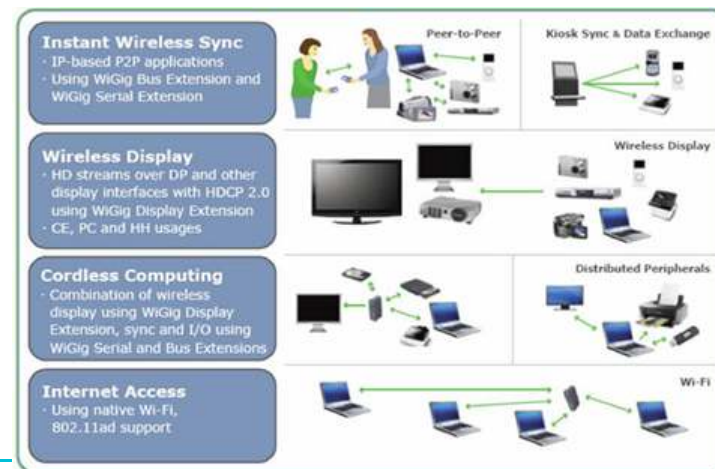 Instant Wireless Sync
· IP-based P2P applications
· Using WiGig Bus Extension and
WiGig Serial Extension
Peer-to-Peer
Kiosk Sync & Data Exchange
Wireless Display
· HD streams over DP and other
display interfaces with HDCP 2.0
using WiGig Display Extension
· CE, PC and HH usages
Wireless Display
Cordless Computing
· Combination of wireless
display using WiGig Display
Extension, sync and I/O using
WiGig Serial and Bus Extensions
Distributed Peripherals
Internet Access
· Using native Wi-Fi,
802.11ad support
Wi-Fi